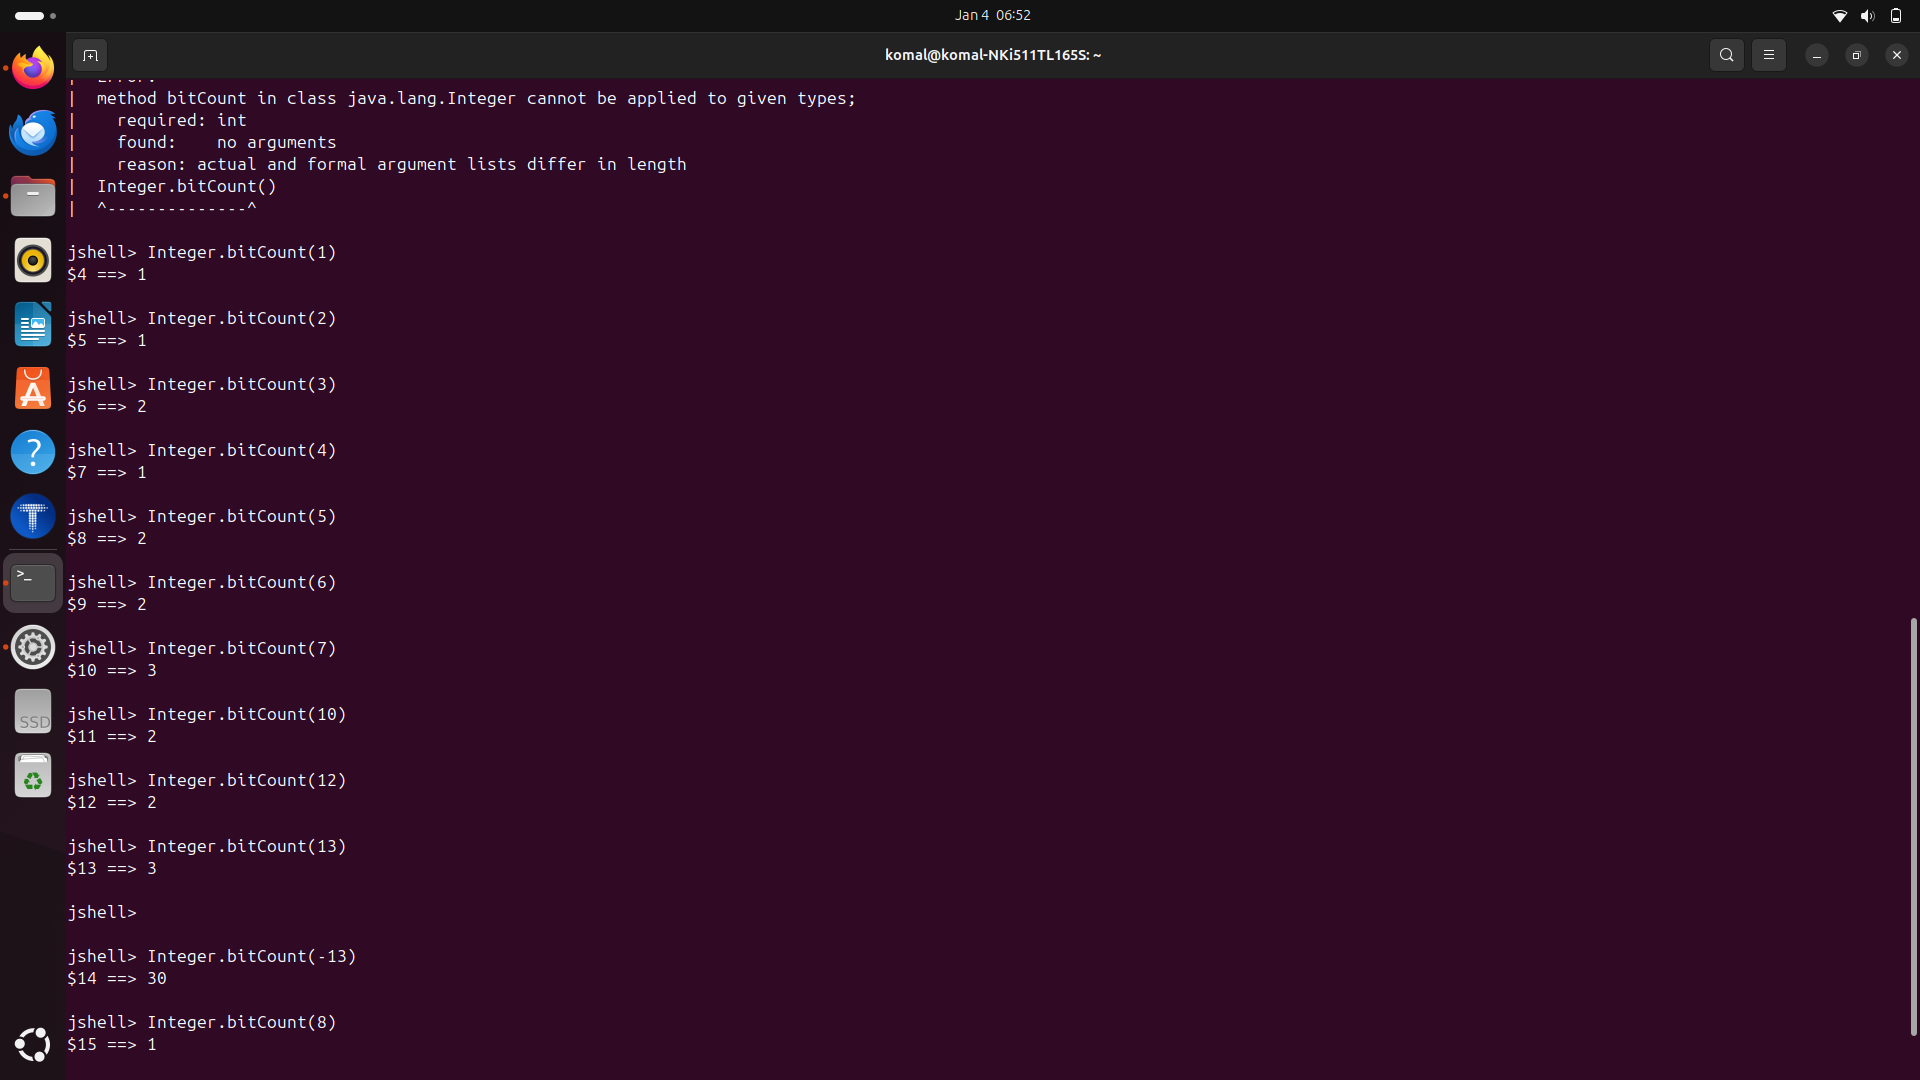 Jan 4 06:52
komal@komal-NKi511TL165S: ~
| method bitCount in class java.lang.Integer cannot be applied to given types;
| required: int
| found: no arguments
| reason: actual and formal argument lists differ in length
| Integer.bitCount()
| ^--------------^
jshell> Integer.bitCount(1)
$4 ==> 1
jshell> Integer.bitCount(2)
$5 ==> 1
jshell> Integer.bitCount(3)
$6 ==> 2
jshell> Integer.bitCount(4)
$7 ==> 1
jshell> Integer.bitCount(5)
$8 ==> 2
jshell> Integer.bitCount(6)
$9 ==> 2
jshell> Integer.bitCount(7)
$10 ==> 3
jshell> Integer.bitCount(10)
$11 ==> 2
jshell> Integer.bitCount(12)
$12 ==> 2
jshell> Integer.bitCount(13)
$13 ==> 3
jshell>
jshell> Integer.bitCount(-13)
$14 ==> 30
jshell> Integer.bitCount(8)
$15 ==> 1
SSD